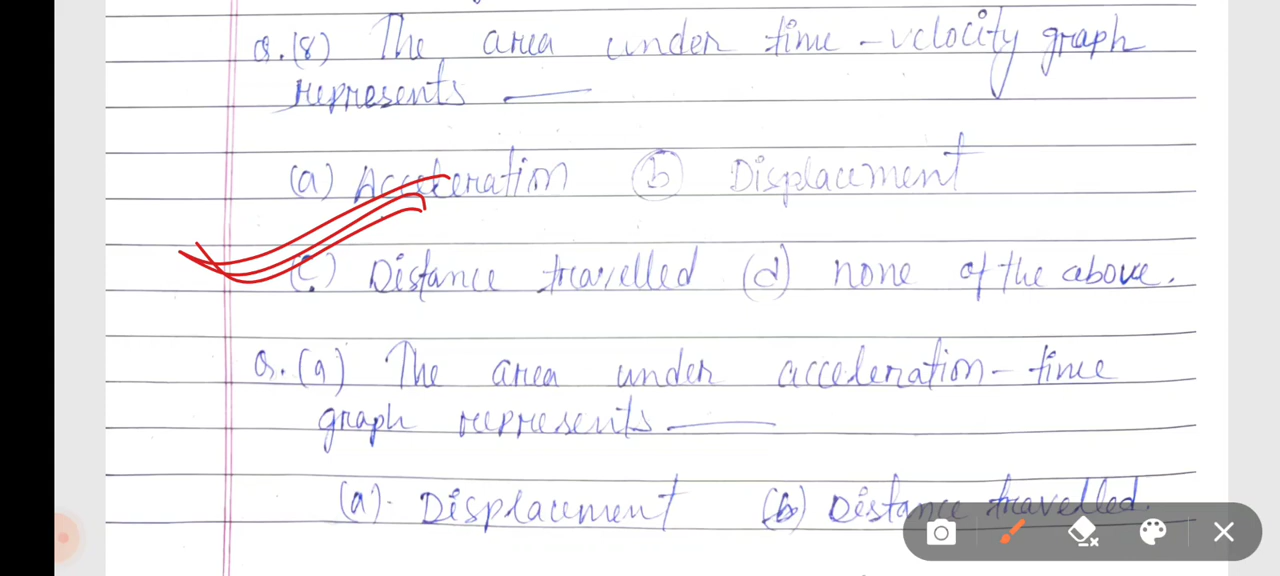 Q.(8) The area under time-velocity graph
represents ___
(a) Acceleration (b) Displacement
(c) Distance travelled (d) none of the above.
Q.(9) The area under acceleration-time
graph represents ___
(a). Displacement (b) Distance travelled.